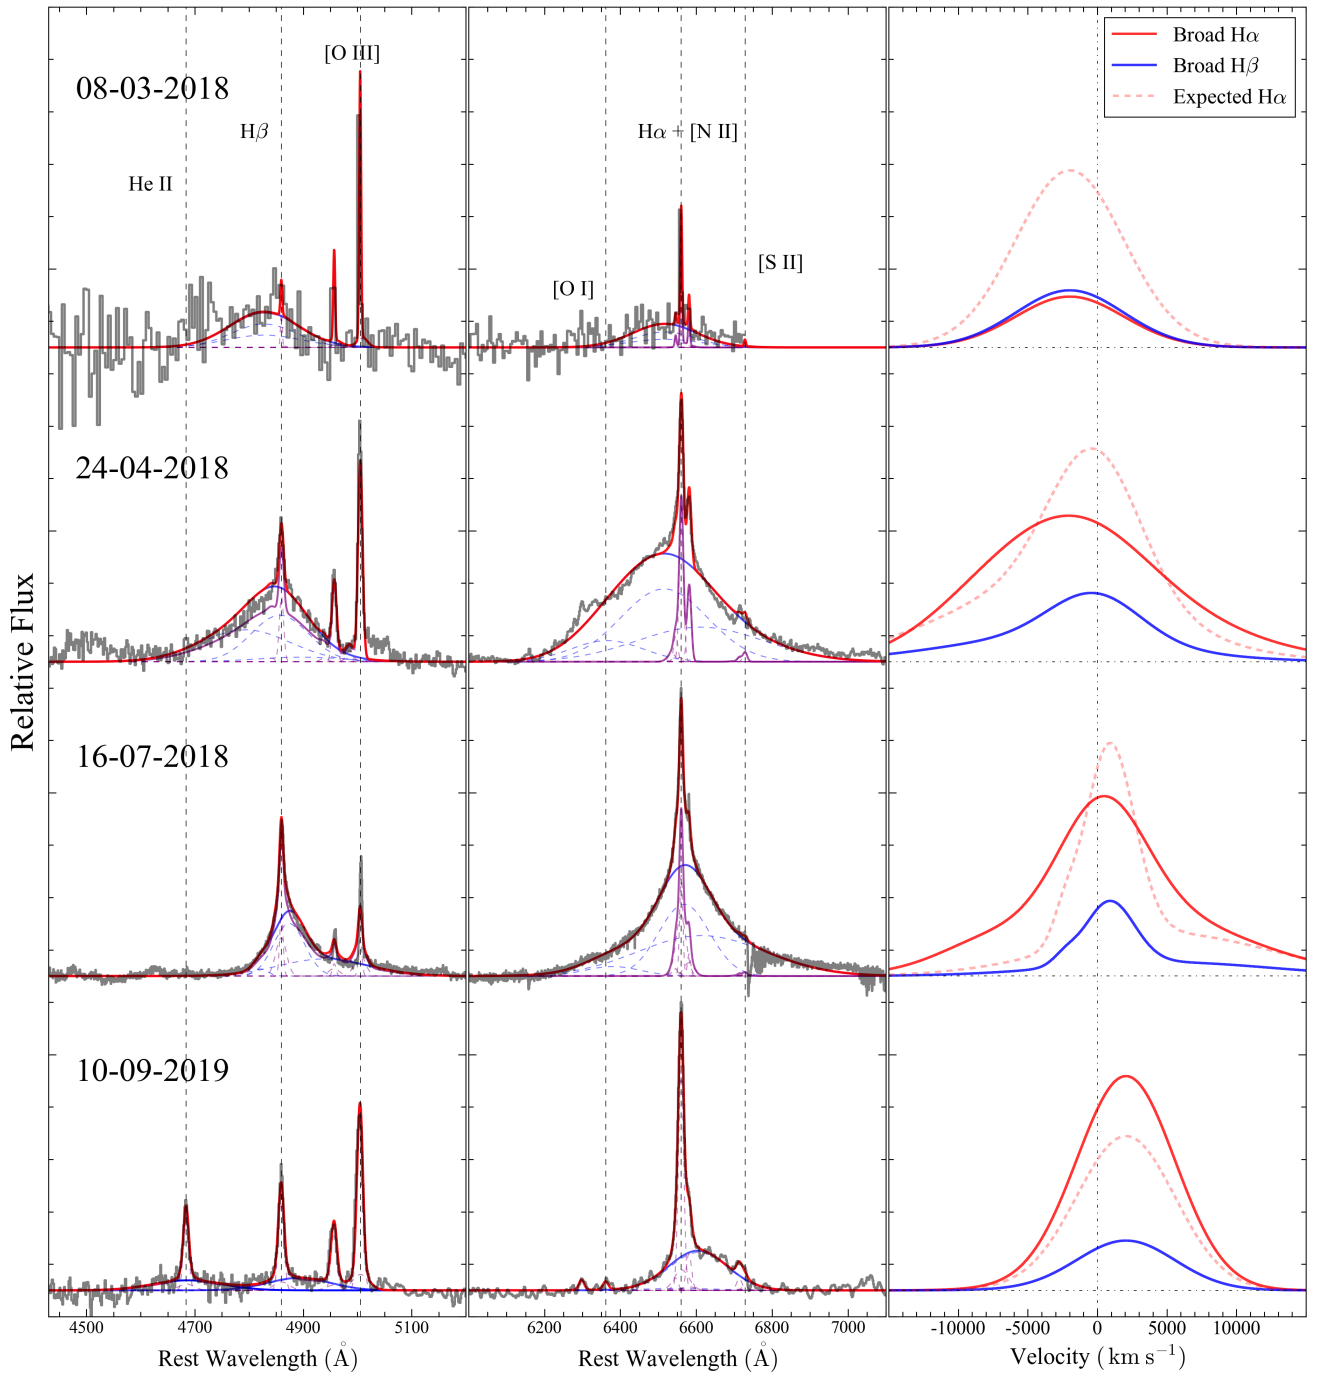 [O III]
08-03-2018
Hβ
Hα + [N II]
He II
[S II]
[O I]
Broad Hα
Broad Hβ
Expected Hα
24-04-2018
Relative Flux
16-07-2018
10-09-2019
4500 4700 4900 5100
6200 6400 6600 6800 7000
-10000 -5000 0 5000 10000
Rest Wavelength (Å)
Rest Wavelength (Å)
Velocity (km s⁻¹)